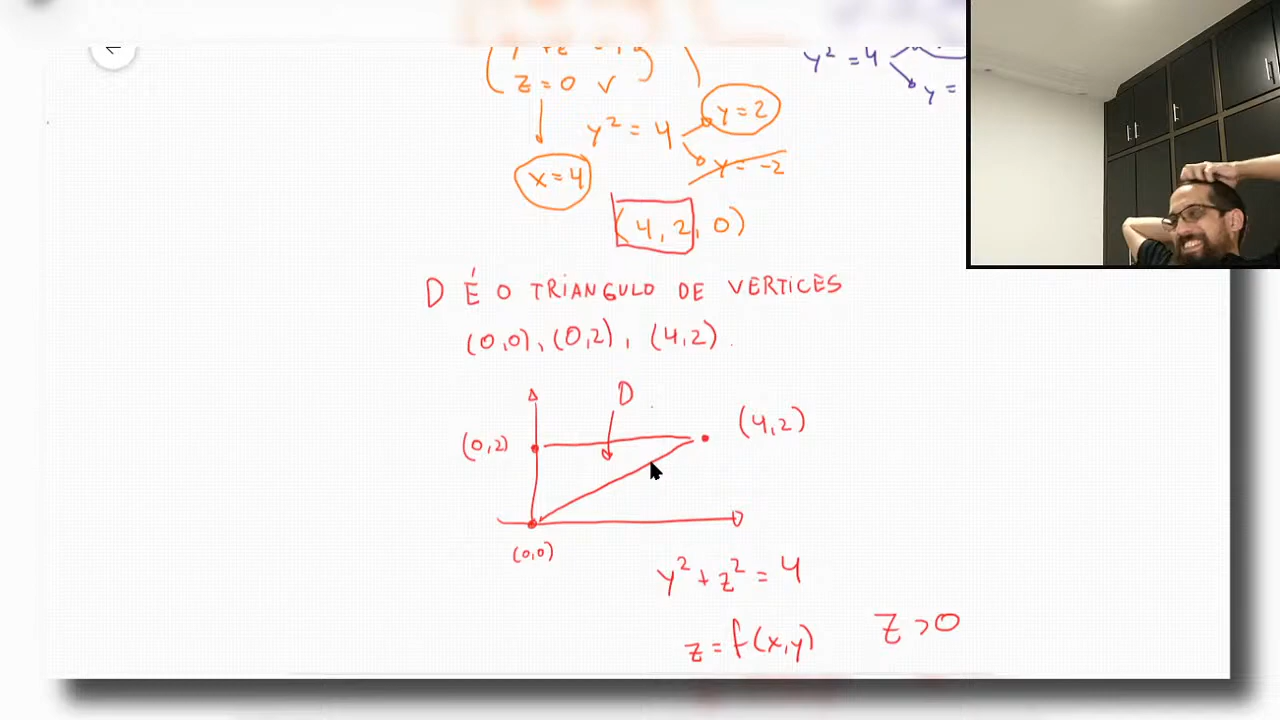 z=0 √
y² = 4
y=2
y = -2
x=4
(4, 2, 0)
y² = 4
y =
D É O TRIANGULO DE VERTICES
(0,0), (0,2), (4,2).
D
(4,2)
(0,2)
(0,0)
y² + z² = 4
z = f(x,y)
z > 0